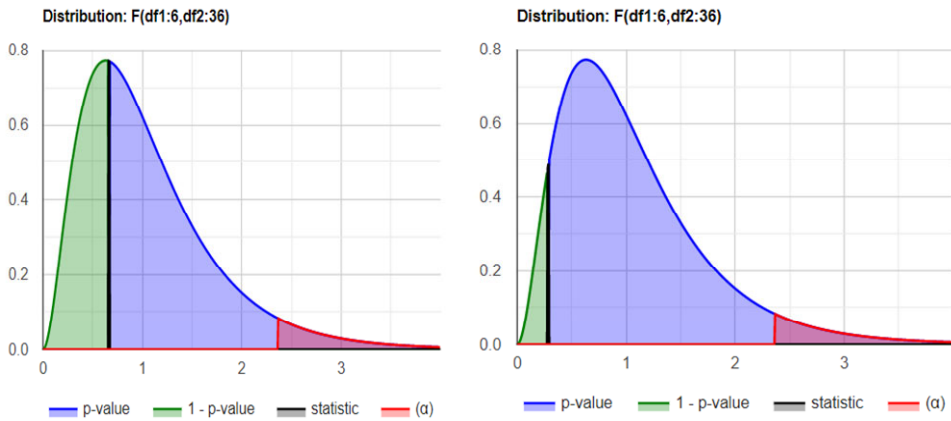 Distribution: F(df1:6,df2:36)
0.8
0.6
0.4
0.2
0.0
0 1 2 3
p-value 1 - p-value statistic (α)
Distribution: F(df1:6,df2:36)
0.8
0.6
0.4
0.2
0.0
0 1 2 3
p-value 1 - p-value statistic (α)